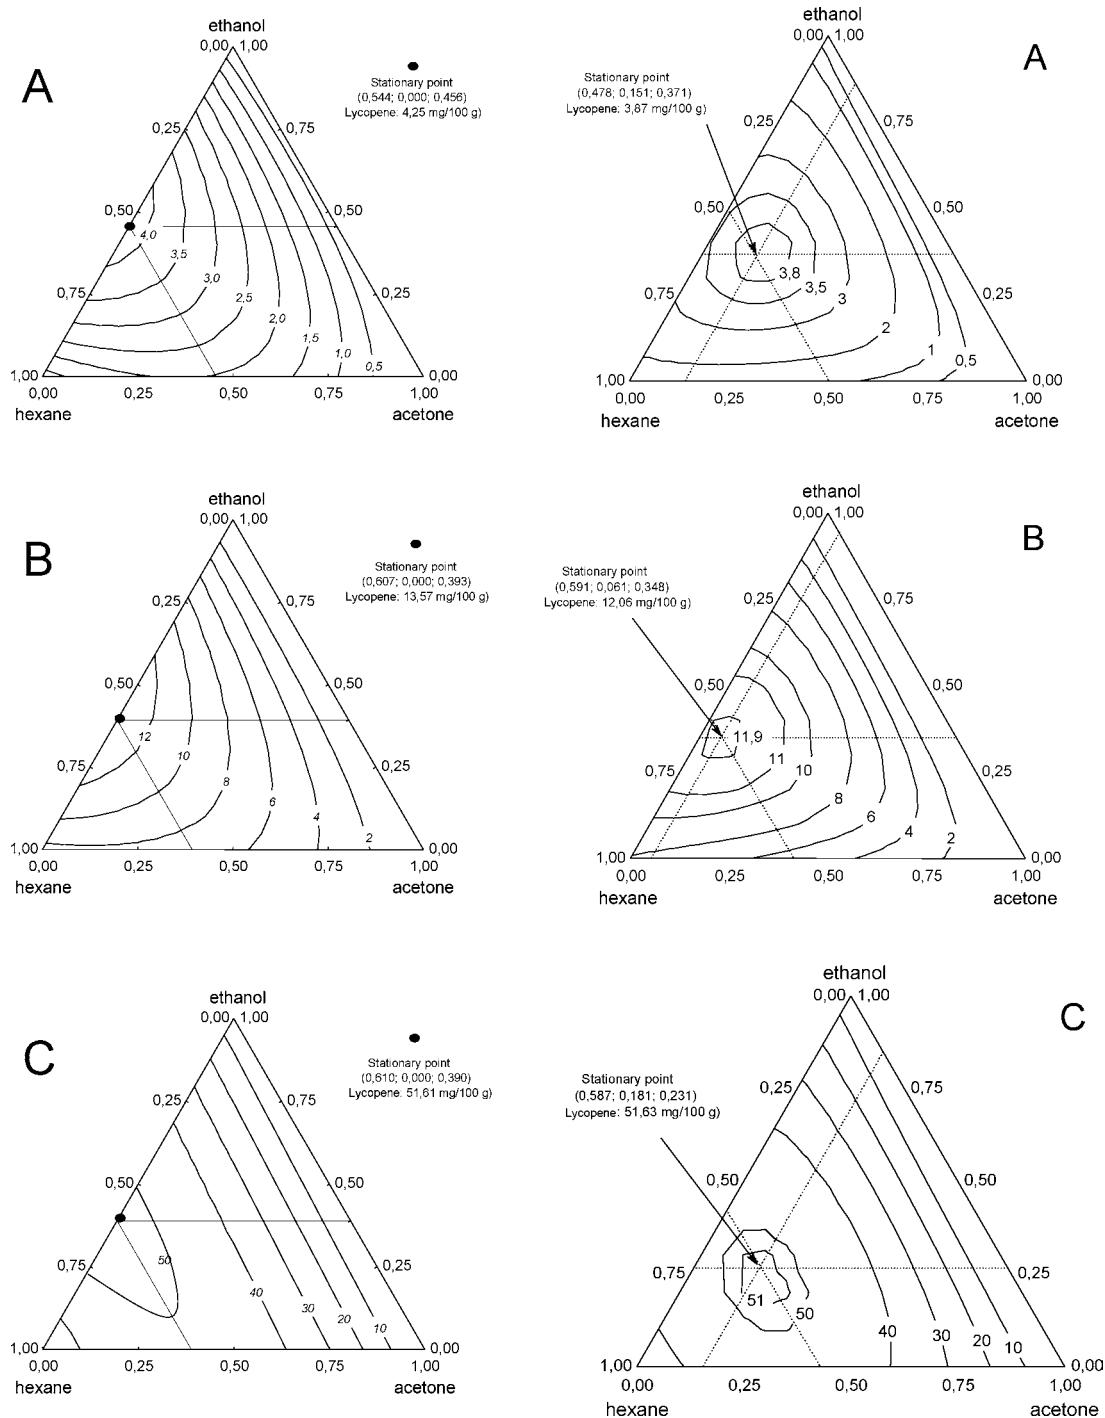 ethanol
0,00 1,00
A
Stationary point
(0,544; 0,000; 0,456)
Lycopene: 4,25 mg/100 g)
0,25
0,75
0,50
0,50
4,0
3,5
3,0
2,5
2,0
1,5
1,0
0,5
0,75
0,25
1,00
0,00
0,00
0,25
0,50
0,75
1,00
hexane
acetone
ethanol
0,00 1,00
A
Stationary point
(0,478; 0,151; 0,371)
Lycopene: 3,87 mg/100 g)
0,25
0,75
0,50
0,50
3,8
3,5
3
2
1
0,5
0,75
0,25
1,00
0,00
0,00
0,25
0,50
0,75
1,00
hexane
acetone
ethanol
0,00 1,00
B
Stationary point
(0,607; 0,000; 0,393)
Lycopene: 13,57 mg/100 g)
0,25
0,75
0,50
0,50
12
10
8
6
4
2
0,75
0,25
1,00
0,00
0,00
0,25
0,50
0,75
1,00
hexane
acetone
ethanol
0,00 1,00
B
Stationary point
(0,591; 0,061; 0,348)
Lycopene: 12,06 mg/100 g)
0,25
0,75
0,50
0,50
11,9
11
10
8
6
4
2
0,75
0,25
1,00
0,00
0,00
0,25
0,50
0,75
1,00
hexane
acetone
ethanol
0,00 1,00
C
Stationary point
(0,610; 0,000; 0,390)
Lycopene: 51,61 mg/100 g)
0,25
0,75
0,50
0,50
50
40
30
20
10
0,75
0,25
1,00
0,00
0,00
0,25
0,50
0,75
1,00
hexane
acetone
ethanol
0,00 1,00
C
Stationary point
(0,587; 0,181; 0,231)
Lycopene: 51,63 mg/100 g)
0,25
0,75
0,50
0,50
51
50
40
30
20
10
0,75
0,25
1,00
0,00
0,00
0,25
0,50
0,75
1,00
hexane
acetone